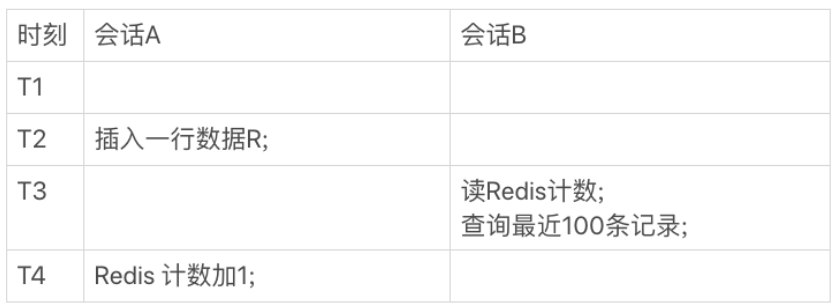 时刻 会话A 会话B
T1
T2 插入一行数据R;
T3 读Redis计数;
查询最近100条记录;
T4 Redis 计数加1;